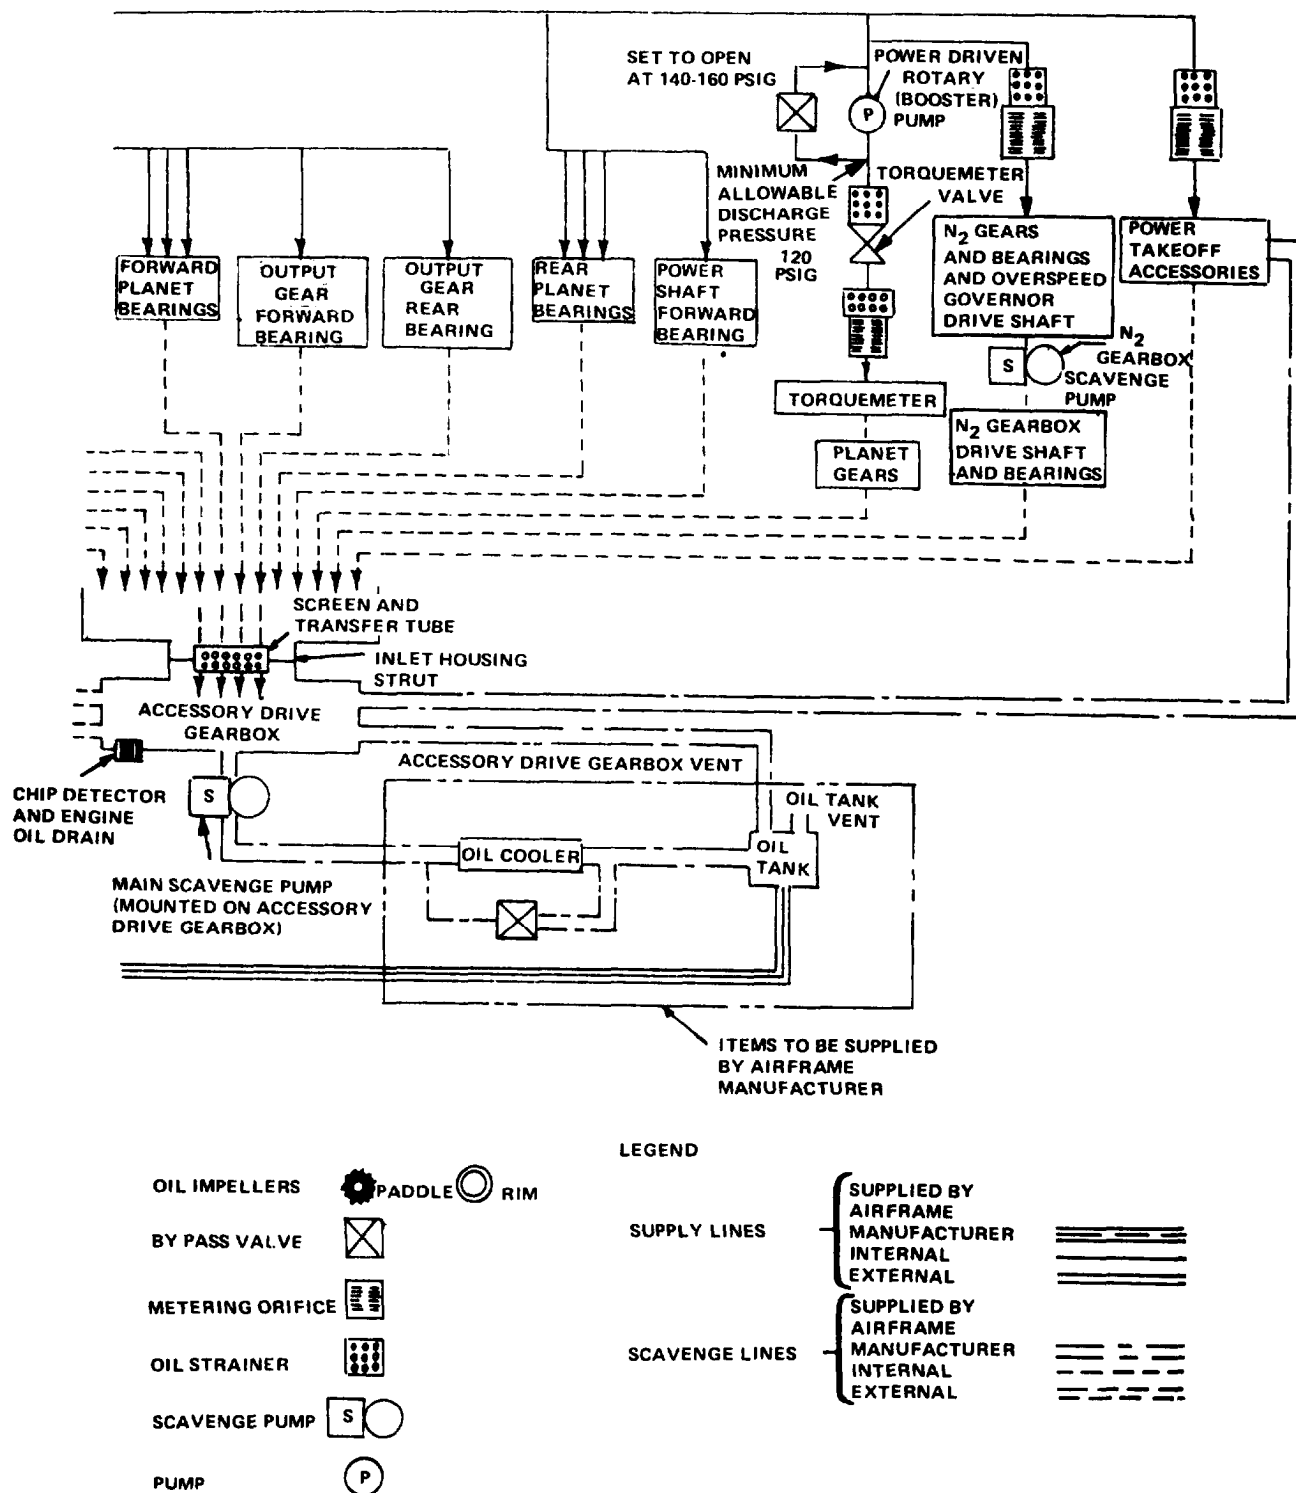 SET TO OPEN
AT 140-160 PSIG
POWER DRIVEN
ROTARY
(BOOSTER)
PUMP
P
MINIMUM
ALLOWABLE
DISCHARGE
PRESSURE
120
PSIG
TORQUEMETER
VALVE
FORWARD
PLANET
BEARINGS
OUTPUT
GEAR
FORWARD
BEARING
OUTPUT
GEAR
REAR
BEARING
REAR
PLANET
BEARINGS
POWER
SHAFT
FORWARD
BEARING
N2 GEARS
AND BEARINGS
AND OVERSPEED
GOVERNOR
DRIVE SHAFT
POWER
TAKEOFF
ACCESSORIES
S
N2
GEARBOX
SCAVENGE
PUMP
TORQUEMETER
PLANET
GEARS
N2 GEARBOX
DRIVE SHAFT
AND BEARINGS
SCREEN AND
TRANSFER TUBE
INLET HOUSING
STRUT
ACCESSORY DRIVE
GEARBOX
ACCESSORY DRIVE GEARBOX VENT
CHIP DETECTOR
AND ENGINE
OIL DRAIN
S
OIL TANK
VENT
OIL COOLER
OIL
TANK
MAIN SCAVENGE PUMP
(MOUNTED ON ACCESSORY
DRIVE GEARBOX)
ITEMS TO BE SUPPLIED
BY AIRFRAME
MANUFACTURER
LEGEND
OIL IMPELLERS PADDLE RIM
BY PASS VALVE
METERING ORIFICE
OIL STRAINER
SCAVENGE PUMP S
PUMP P
SUPPLY LINES
SUPPLIED BY
AIRFRAME
MANUFACTURER
INTERNAL
EXTERNAL
SCAVENGE LINES
SUPPLIED BY
AIRFRAME
MANUFACTURER
INTERNAL
EXTERNAL